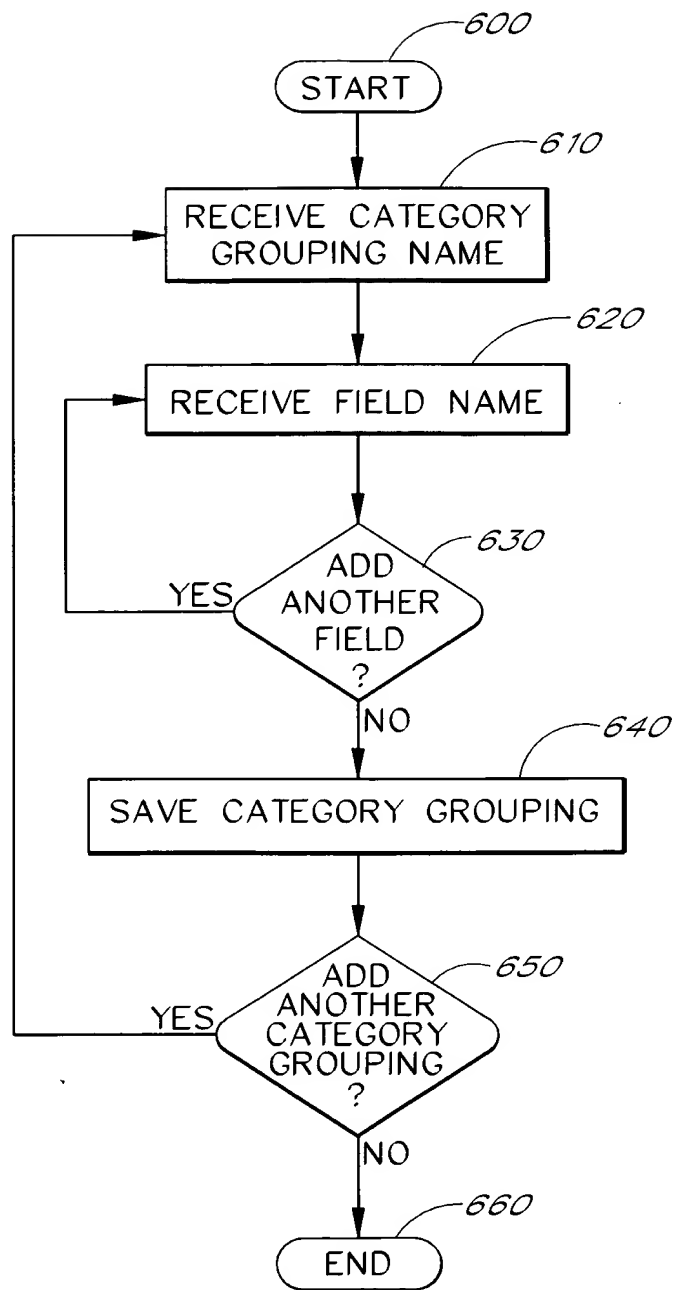 600
START
610
RECEIVE CATEGORY
GROUPING NAME
620
RECEIVE FIELD NAME
630
ADD
ANOTHER
FIELD
?
YES
NO
640
SAVE CATEGORY GROUPING
650
ADD
ANOTHER
CATEGORY
GROUPING
?
YES
NO
660
END